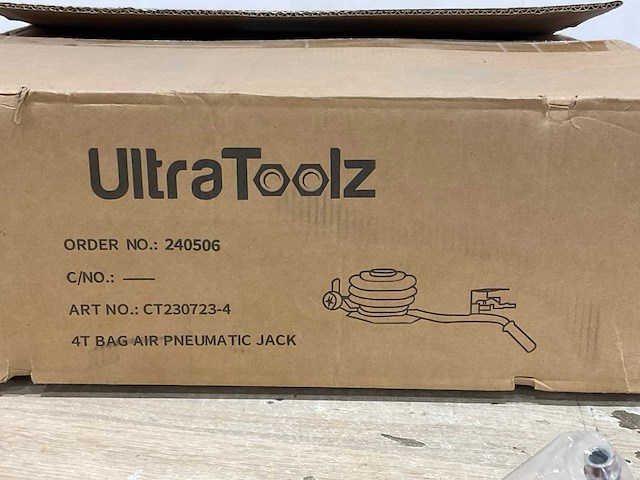 UltraToolz
ORDER NO.: 240506
C/NO.: ——
ART NO.: CT230723-4
4T BAG AIR PNEUMATIC JACK